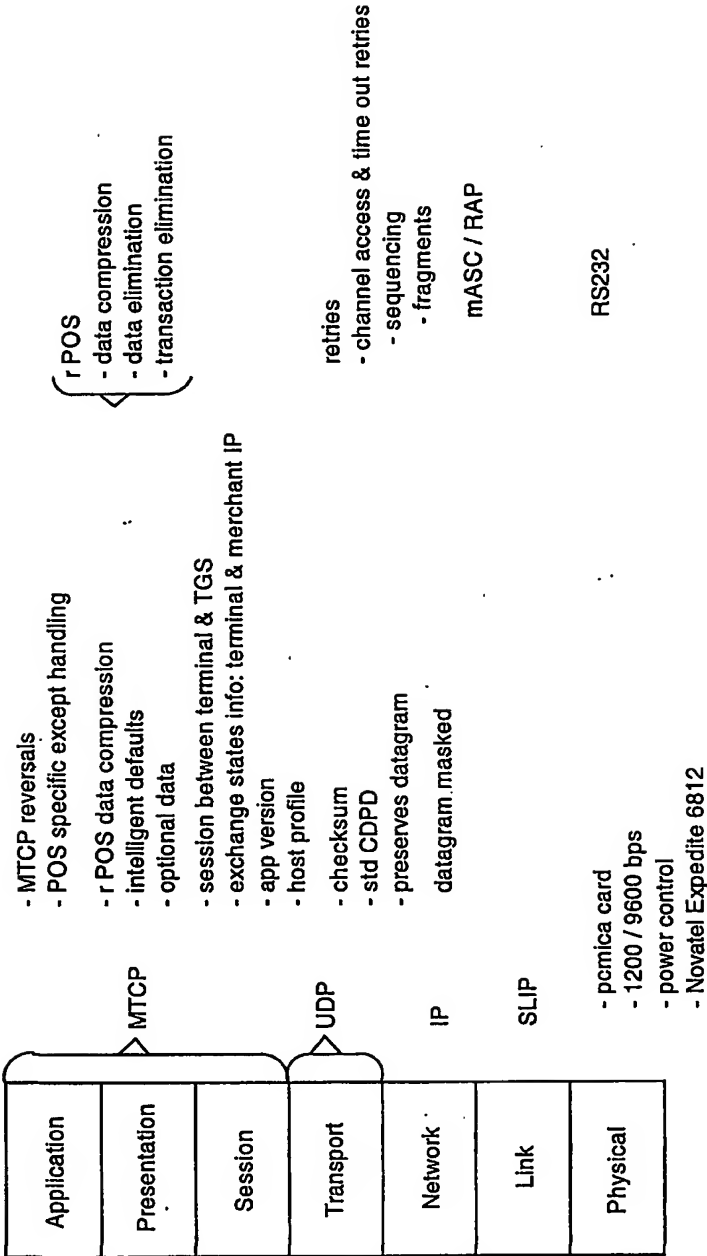 Application
Presentation
Session
Transport
Network
Link
Physical
MTCP
UDP
IP
SLIP
- MTCP reversals
- POS specific except handling
- r POS data compression
- intelligent defaults
- optional data
- session between terminal & TGS
- exchange states info: terminal & merchant IP
- app version
- host profile
- checksum
- std CDPD
- preserves datagram
datagram masked
- pcmica card
- 1200 / 9600 bps
- power control
- Novatel Expedite 6812
r POS
- data compression
- data elimination
- transaction elimination
retries
- channel access & time out retries
- sequencing
- fragments
mASC / RAP
RS232